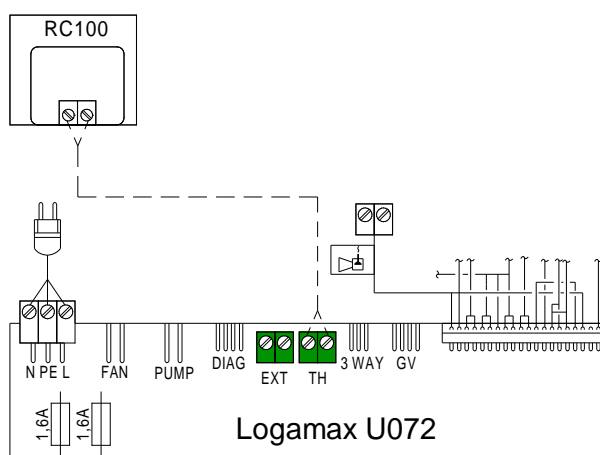 RC100
N PE L
FAN
PUMP
DIAG
EXT
TH
3 WAY
GV
1,6A
1,6A
Logamax U072